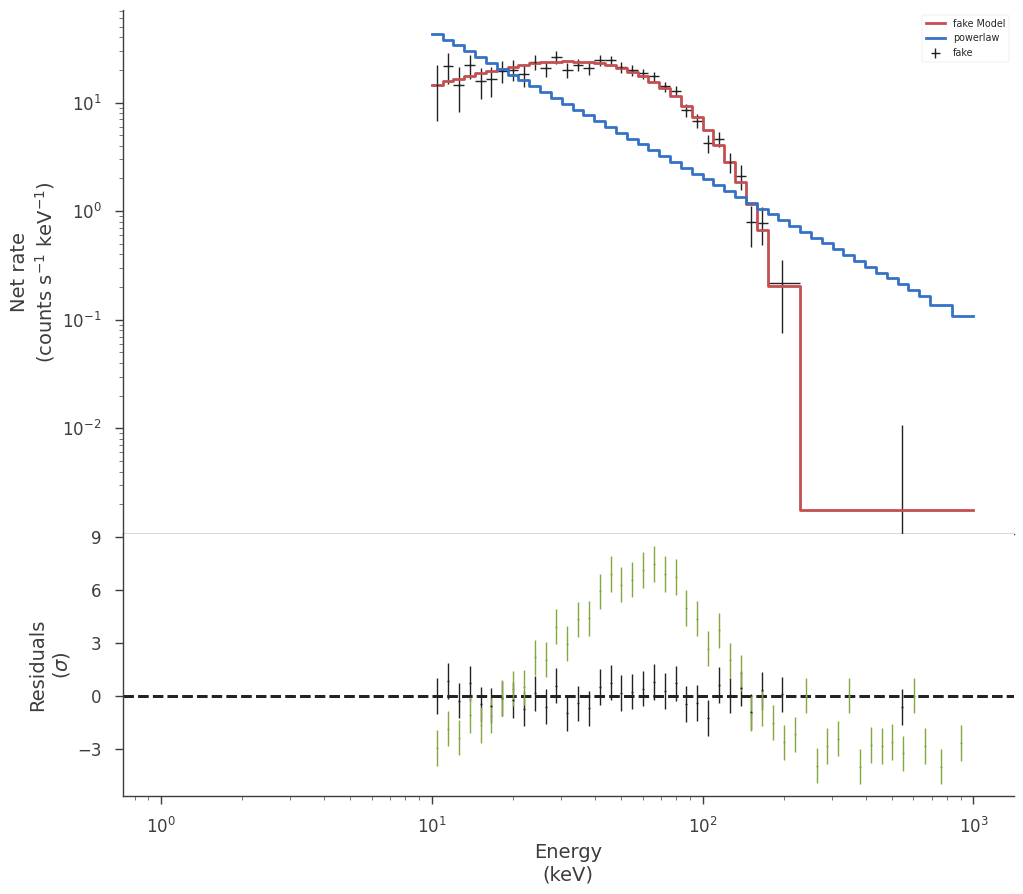 fake Model
powerlaw
fake
10¹
10⁰
10⁻¹
10⁻²
Net rate
(counts s⁻¹ keV⁻¹)
9
6
3
0
−3
Residuals
(σ)
10⁰
10¹
10²
10³
Energy
(keV)